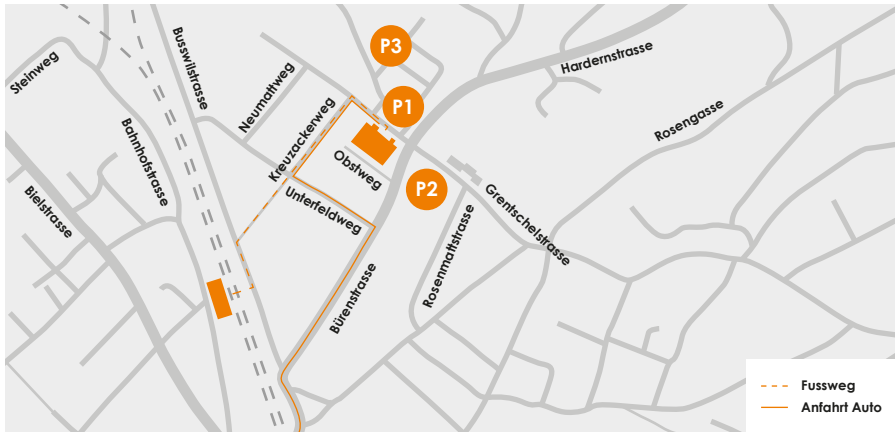 P3
Hardernstrasse
Busswilstrasse
Steinweg
Neumattweg
P1
Rosengasse
Kreuzackerweg
Bahnhofstrasse
Obstweg
P2
Bielstrasse
Unterfeldweg
Grentschelstrasse
Rosenmattstrasse
Bürenstrasse
Fussweg
Anfahrt Auto